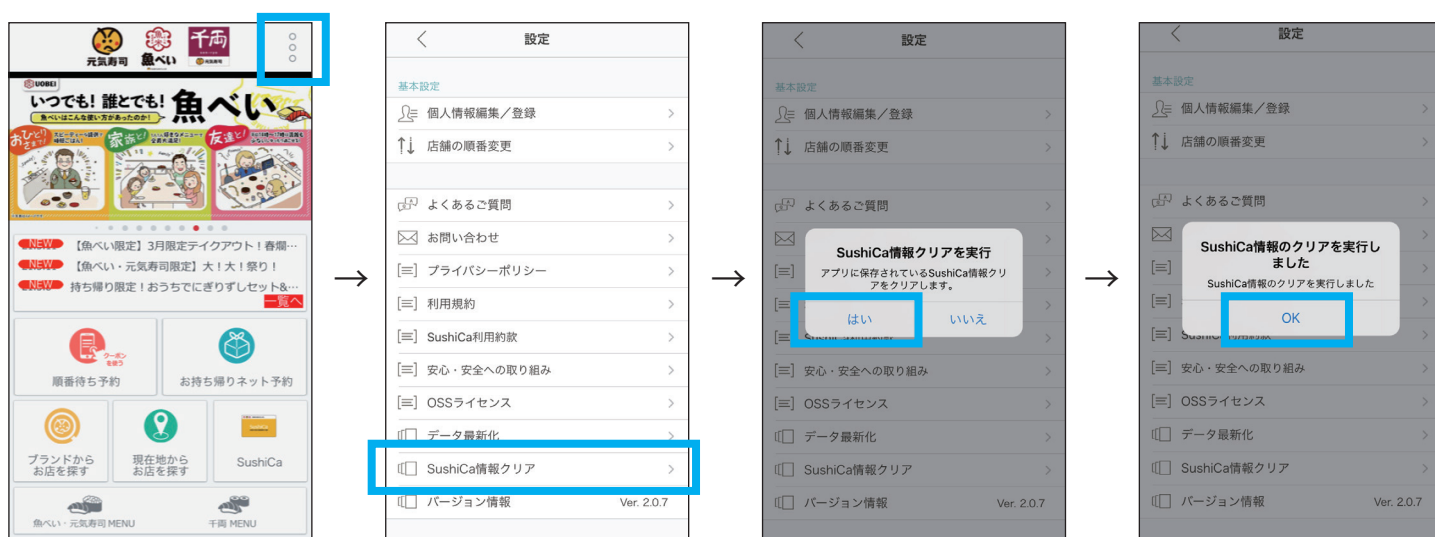 元気寿司
魚べい
千両
元気寿司
UOBEI
いつでも! 誰とでも! 魚べい
魚べいはこんな使い方があったのか!
おひとりさまで!
家族と!
友達と!
NEW 【魚べい限定】3月限定テイクアウト!春爛…
NEW 【魚べい・元気寿司限定】大!大!祭り!
NEW 持ち帰り限定!おうちでにぎりずしセット&…
一覧へ
クーポンを使う
順番待ち予約
お持ち帰りネット予約
ブランドから
お店を探す
現在地から
お店を探す
SushiCa
魚べい・元気寿司 MENU
千両 MENU
→
設定
基本設定
個人情報編集/登録
店舗の順番変更
よくあるご質問
お問い合わせ
プライバシーポリシー
利用規約
SushiCa利用約款
安心・安全への取り組み
OSSライセンス
データ最新化
SushiCa情報クリア
バージョン情報 Ver. 2.0.7
→
設定
基本設定
個人情報編集/登録
店舗の順番変更
よくあるご質問
SushiCa情報クリアを実行
アプリに保存されているSushiCa情報クリ
アをクリアします。
はい いいえ
SushiCa利用約款
安心・安全への取り組み
OSSライセンス
データ最新化
SushiCa情報クリア
バージョン情報 Ver. 2.0.7
→
設定
基本設定
個人情報編集/登録
店舗の順番変更
よくあるご質問
SushiCa情報のクリアを実行し
ました
SushiCa情報のクリアを実行しました
OK
SushiCa利用約款
安心・安全への取り組み
OSSライセンス
データ最新化
SushiCa情報クリア
バージョン情報 Ver. 2.0.7